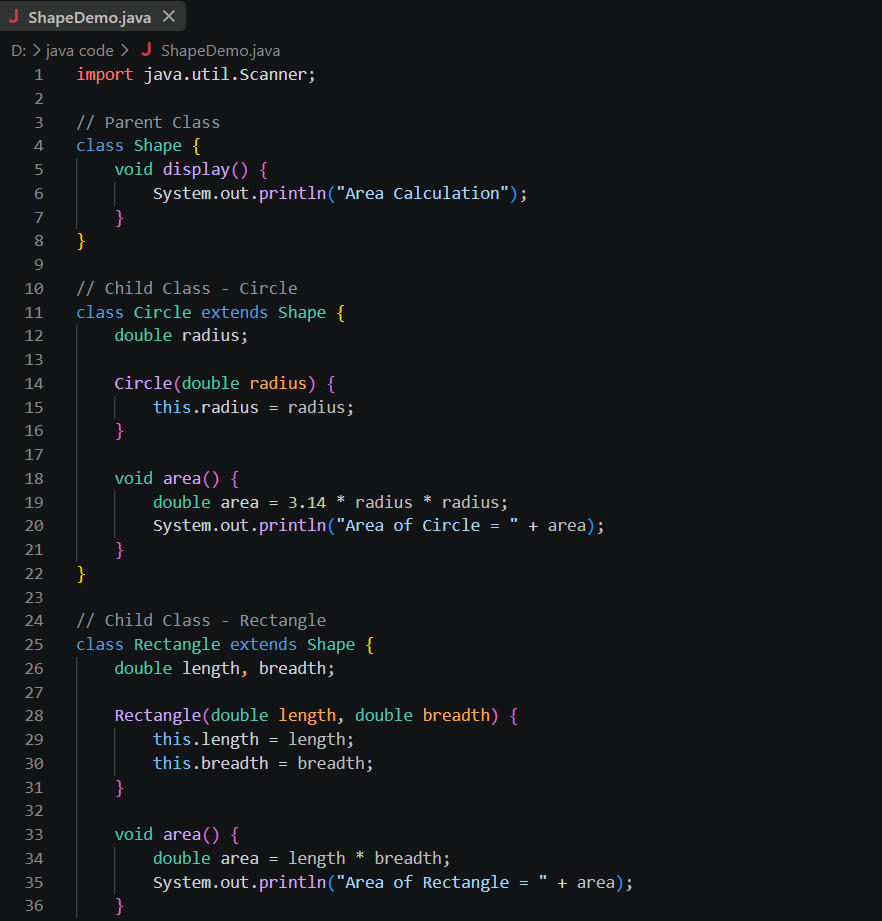 J ShapeDemo.java ×
D: > java code > J ShapeDemo.java
1 import java.util.Scanner;
2
3 // Parent Class
4 class Shape {
5     void display() {
6         System.out.println("Area Calculation");
7     }
8 }
9
10 // Child Class - Circle
11 class Circle extends Shape {
12     double radius;
13
14     Circle(double radius) {
15         this.radius = radius;
16     }
17
18     void area() {
19         double area = 3.14 * radius * radius;
20         System.out.println("Area of Circle = " + area);
21     }
22 }
23
24 // Child Class - Rectangle
25 class Rectangle extends Shape {
26     double length, breadth;
27
28     Rectangle(double length, double breadth) {
29         this.length = length;
30         this.breadth = breadth;
31     }
32
33     void area() {
34         double area = length * breadth;
35         System.out.println("Area of Rectangle = " + area);
36     }